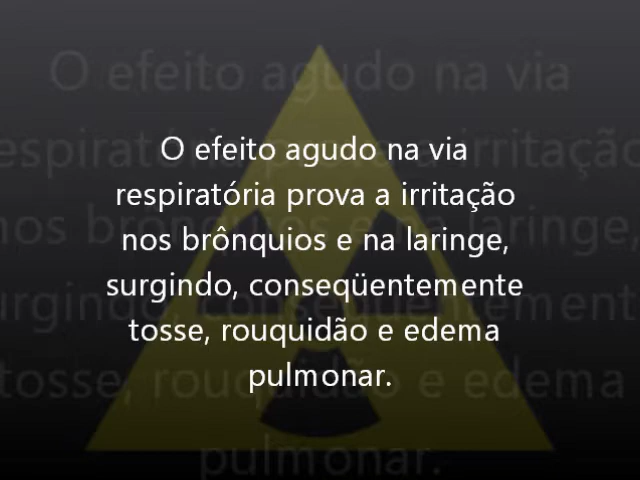 O efeito agudo na via
respiratória prova a irritação
nos brônquios e na laringe,
surgindo, conseqüentemente
tosse, rouquidão e edema
pulmonar.